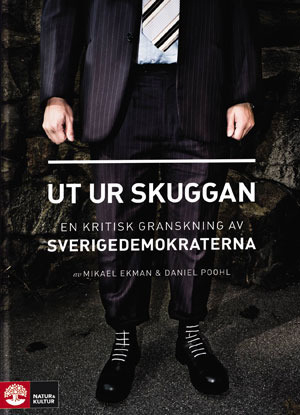 UT UR SKUGGAN
EN KRITISK GRANSKNING AV
SVERIGEDEMOKRATERNA
av MIKAEL EKMAN & DANIEL POOHL
NATUR &
KULTUR